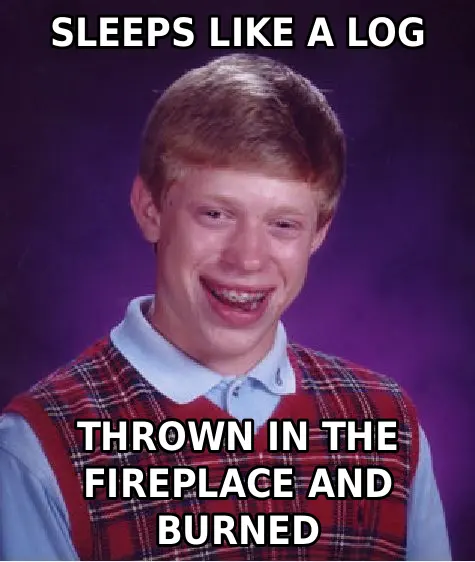 SLEEPS LIKE A LOG
THROWN IN THE
FIREPLACE AND
BURNED